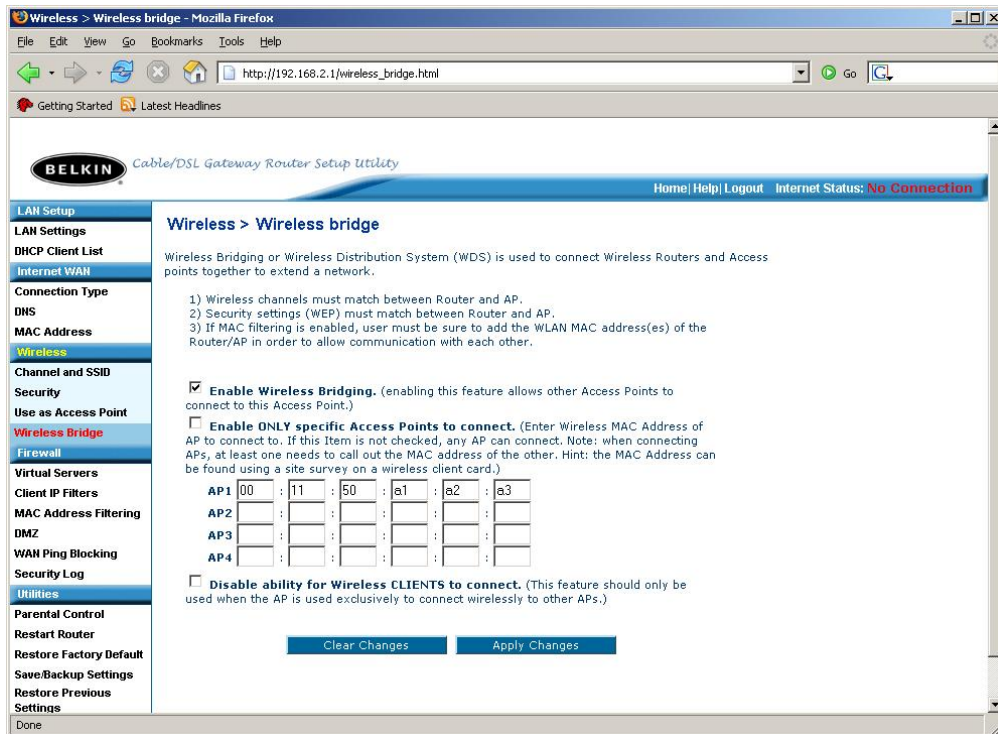 Wireless > Wireless bridge - Mozilla Firefox
File Edit View Go Bookmarks Tools Help
http://192.168.2.1/wireless_bridge.html Go G
Getting Started Latest Headlines
BELKIN Cable/DSL Gateway Router Setup Utility
Home| Help| Logout Internet Status: No Connection
LAN Setup
LAN Settings
DHCP Client List
Internet WAN
Connection Type
DNS
MAC Address
Wireless
Channel and SSID
Security
Use as Access Point
Wireless Bridge
Firewall
Virtual Servers
Client IP Filters
MAC Address Filtering
DMZ
WAN Ping Blocking
Security Log
Utilities
Parental Control
Restart Router
Restore Factory Default
Save/Backup Settings
Restore Previous
Settings
Wireless > Wireless bridge
Wireless Bridging or Wireless Distribution System (WDS) is used to connect Wireless Routers and Access
points together to extend a network.
1) Wireless channels must match between Router and AP.
2) Security settings (WEP) must match between Router and AP.
3) If MAC filtering is enabled, user must be sure to add the WLAN MAC address(es) of the
Router/AP in order to allow communication with each other.
Enable Wireless Bridging. (enabling this feature allows other Access Points to
connect to this Access Point.)
Enable ONLY specific Access Points to connect. (Enter Wireless MAC Address of
AP to connect to. If this Item is not checked, any AP can connect. Note: when connecting
APs, at least one needs to call out the MAC address of the other. Hint: the MAC Address can
be found using a site survey on a wireless client card.)
AP1 00 : 11 : 50 : a1 : a2 : a3
AP2 : : : : :
AP3 : : : : :
AP4 : : : : :
Disable ability for Wireless CLIENTS to connect. (This feature should only be
used when the AP is used exclusively to connect wirelessly to other APs.)
Clear Changes Apply Changes
Done